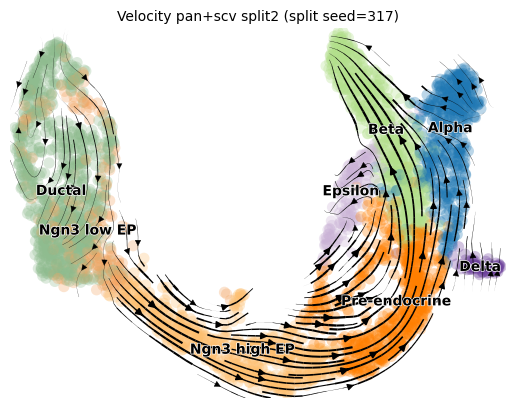 Velocity pan+scv split2 (split seed=317)
Beta
Alpha
Ductal
Epsilon
Ngn3 low EP
Delta
Pre-endocrine
Ngn3 high EP